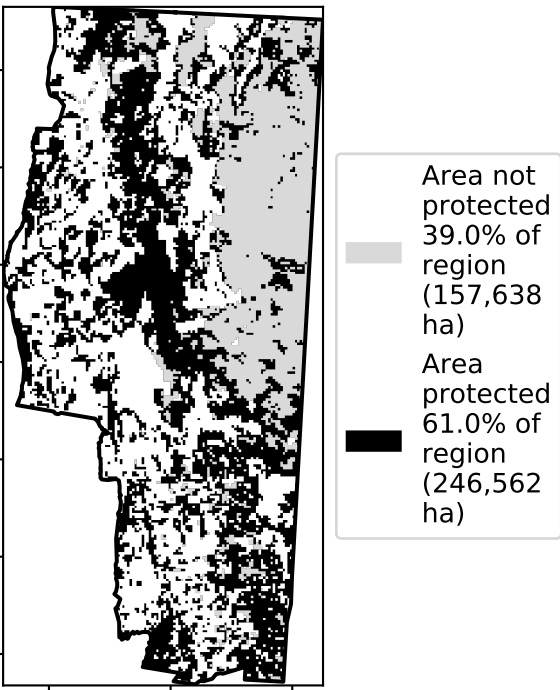 Area not
protected
39.0% of
region
(157,638
ha)
Area
protected
61.0% of
region
(246,562
ha)